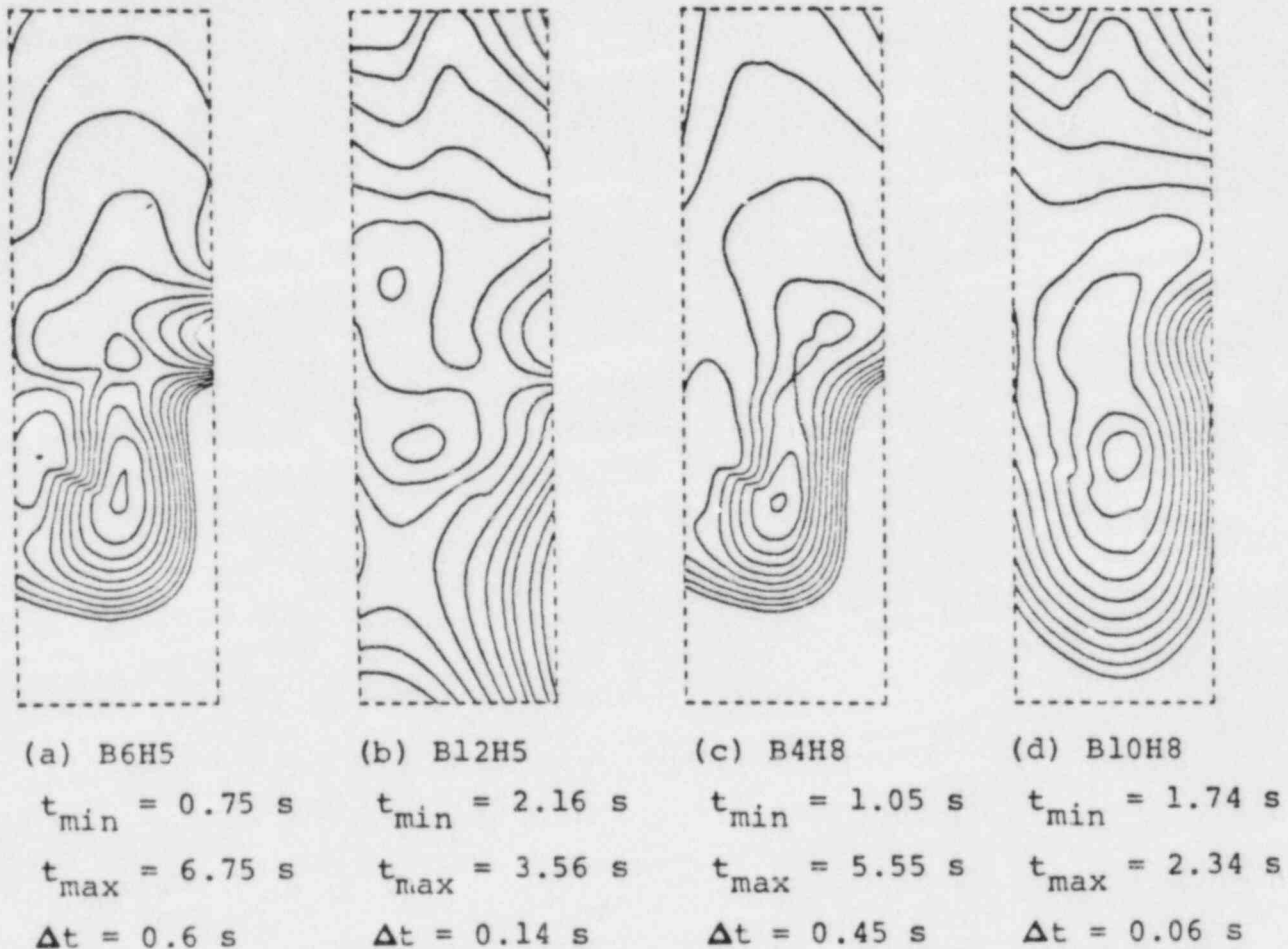 (a) B6H5
t_min = 0.75 s
t_max = 6.75 s
Δt = 0.6 s
(b) B12H5
t_min = 2.16 s
t_max = 3.56 s
Δt = 0.14 s
(c) B4H8
t_min = 1.05 s
t_max = 5.55 s
Δt = 0.45 s
(d) B10H8
t_min = 1.74 s
t_max = 2.34 s
Δt = 0.06 s